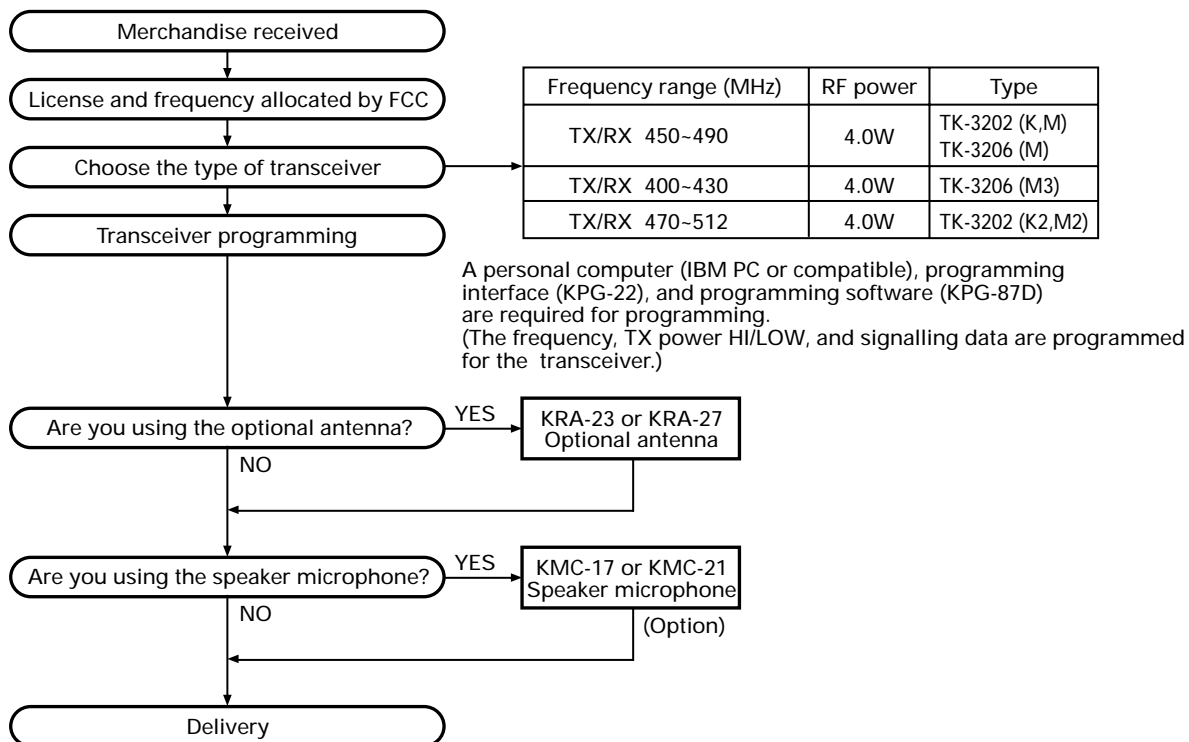 Merchandise received
License and frequency allocated by FCC
Choose the type of transceiver
Frequency range (MHz) RF power Type
TX/RX 450~490 4.0W TK-3202 (K,M)
TK-3206 (M)
TX/RX 400~430 4.0W TK-3206 (M3)
TX/RX 470~512 4.0W TK-3202 (K2,M2)
Transceiver programming
A personal computer (IBM PC or compatible), programming
interface (KPG-22), and programming software (KPG-87D)
are required for programming.
(The frequency, TX power HI/LOW, and signalling data are programmed
for the transceiver.)
Are you using the optional antenna?
YES
KRA-23 or KRA-27
Optional antenna
NO
Are you using the speaker microphone?
YES
KMC-17 or KMC-21
Speaker microphone
(Option)
NO
Delivery